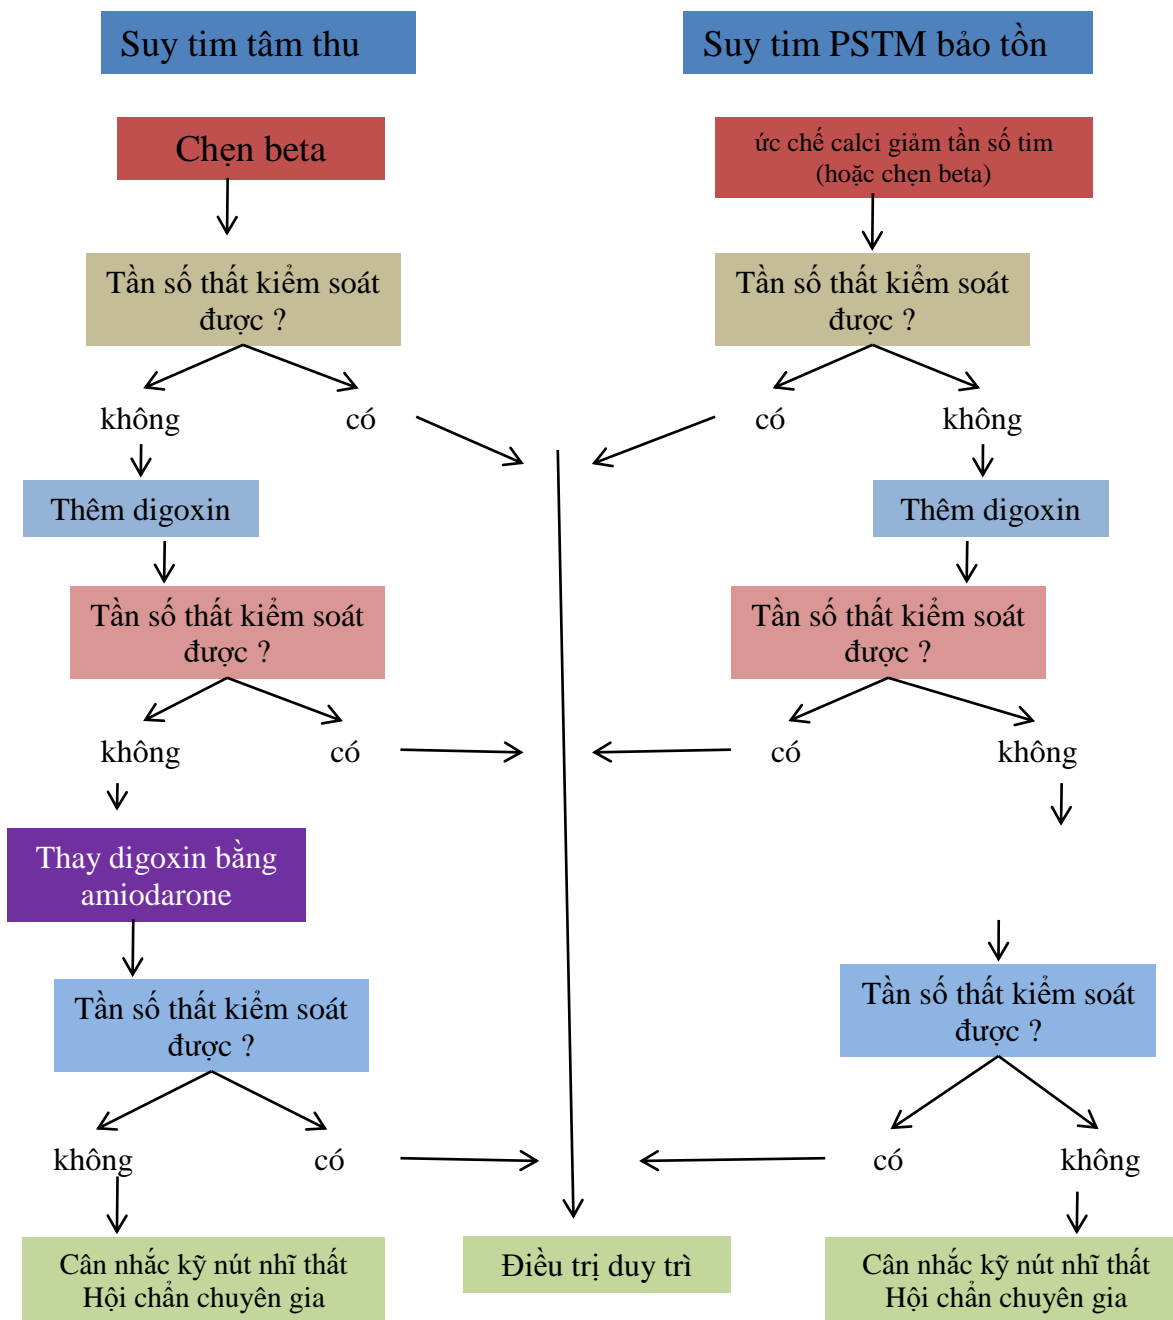 Suy tim tâm thu
Suy tim PSTM bảo tồn
Chẹn beta
ức chế calci giảm tần số tim
(hoặc chẹn beta)
Tần số thất kiểm soát
được ?
Tần số thất kiểm soát
được ?
không
có
có
không
Thêm digoxin
Thêm digoxin
Tần số thất kiểm soát
được ?
Tần số thất kiểm soát
được ?
không
có
có
không
Thay digoxin bằng
amiodarone
Tần số thất kiểm soát
được ?
Tần số thất kiểm soát
được ?
không
có
có
không
Cân nhắc kỹ nút nhĩ thất
Hội chẩn chuyên gia
Điều trị duy trì
Cân nhắc kỹ nút nhĩ thất
Hội chẩn chuyên gia